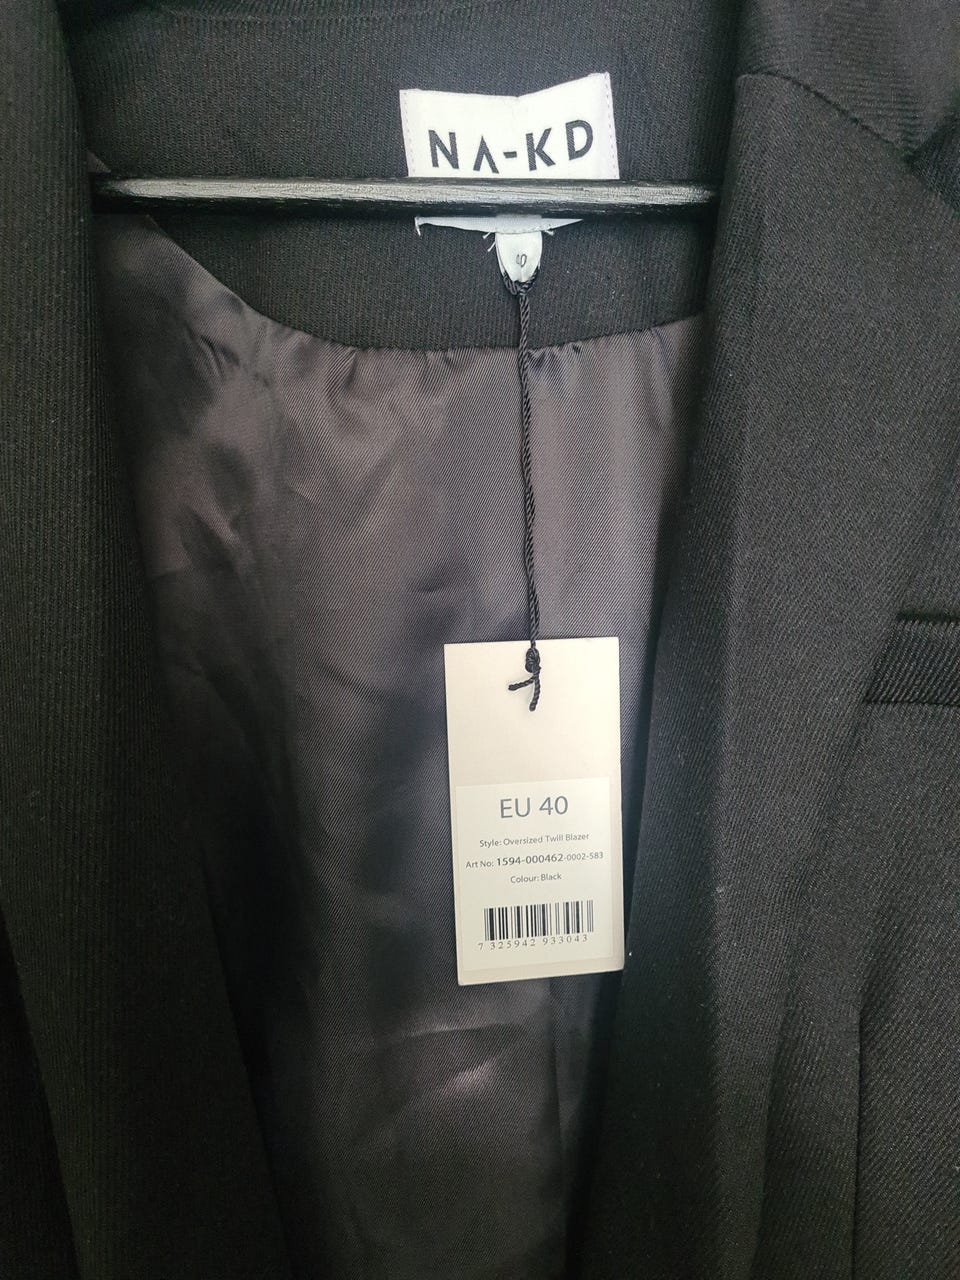 NA-KD
EU 40
Style: Oversized Twill Blazer
Art No: 1594-000462-0002-583
Colour: Black
7 325942 933043